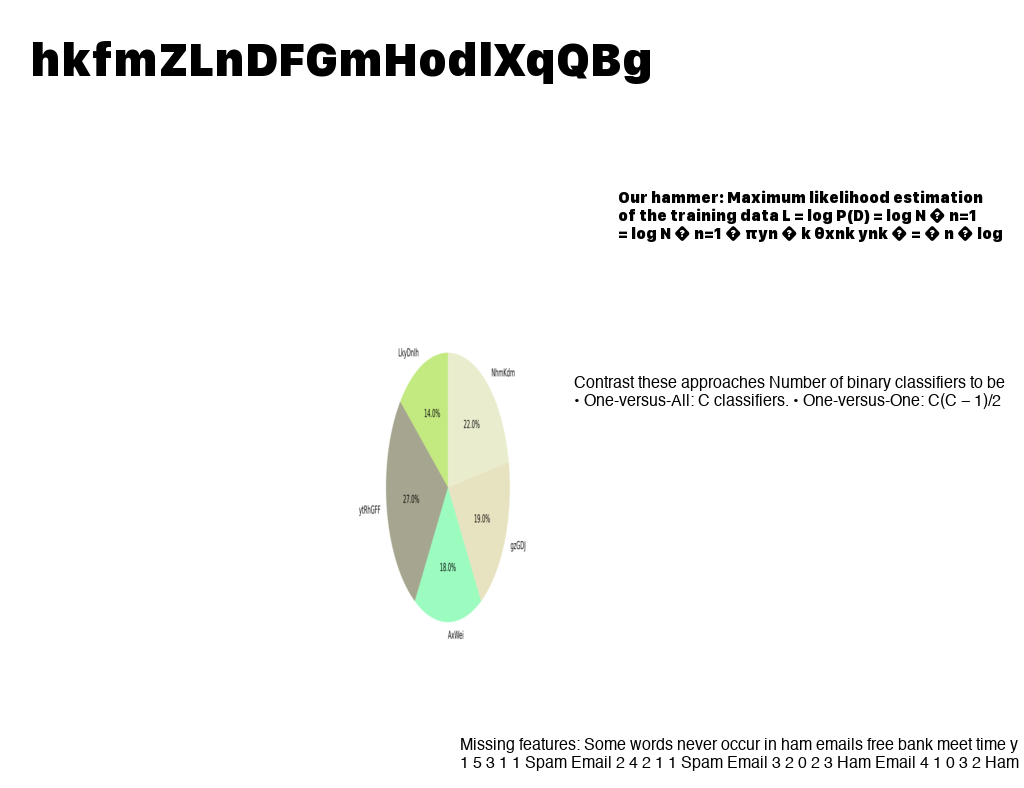 hkfmZLnDFGmHodlXqQBg
Our hammer: Maximum likelihood estimation
of the training data L = log P(D) = log N � n=1
= log N � n=1 � πyn � k θxnk ynk � = � n � log
LkyDnlh
NhmKdm
14.0%
22.0%
Contrast these approaches Number of binary classifiers to be
• One-versus-All: C classifiers. • One-versus-One: C(C – 1)/2
27.0%
ytRhGFF
19.0%
gzGDJ
18.0%
AxWei
Missing features: Some words never occur in ham emails free bank meet time y
1 5 3 1 1 Spam Email 2 4 2 1 1 Spam Email 3 2 0 2 3 Ham Email 4 1 0 3 2 Ham